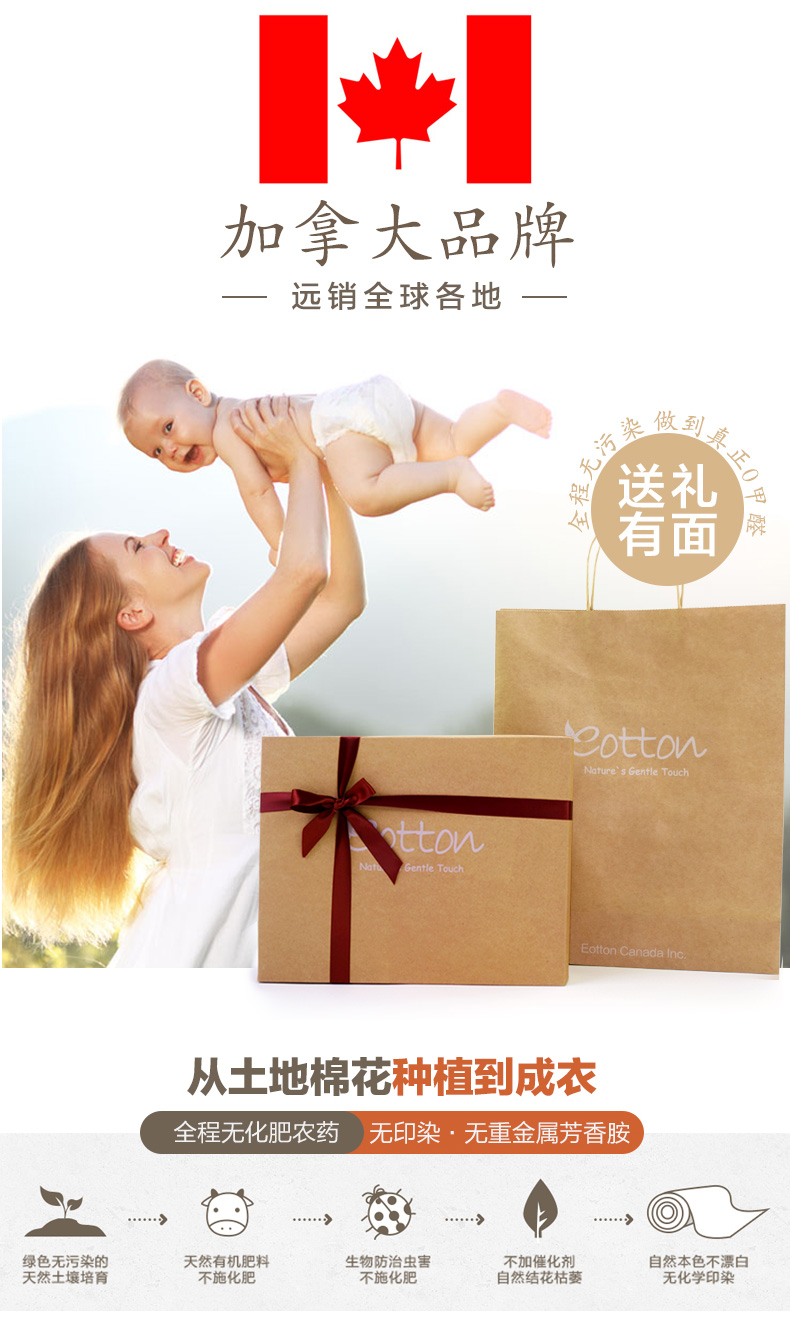 加拿大品牌
远销全球各地
全程无污染 做到真正0甲醛
送礼
有面
eotton
Nature's Gentle Touch
Eotton Canada Inc.
eotton
Gentle Touch
从土地棉花种植到成衣
全程无化肥农药 无印染·无重金属芳香胺
绿色无污染的
天然土壤培育
天然有机肥料
不施化肥
生物防治虫害
不施化肥
不加催化剂
自然结花枯萎
自然本色不漂白
无化学印染